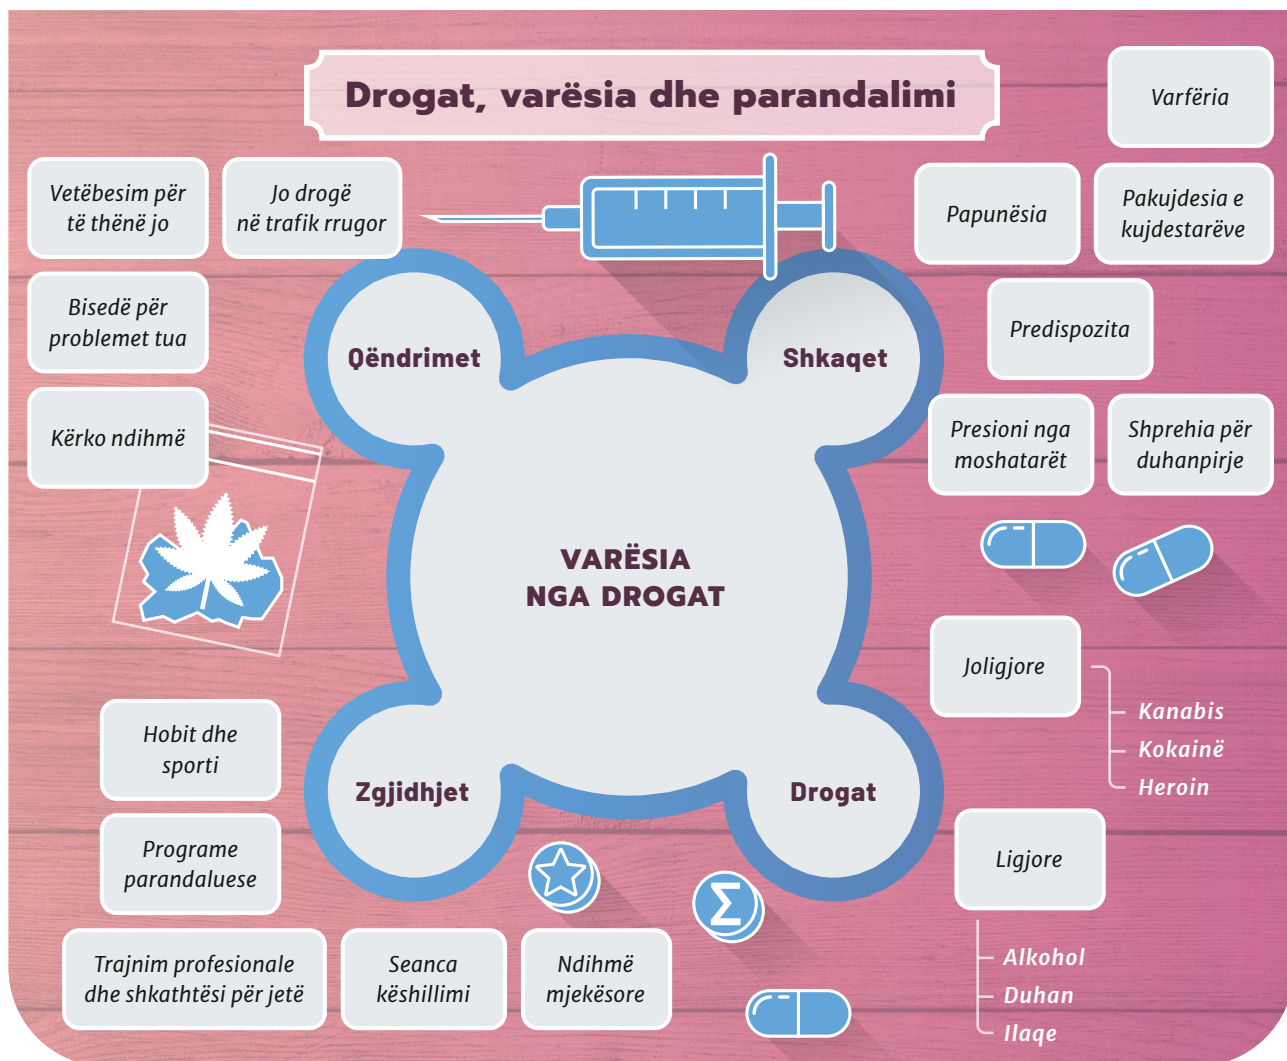 Drogat, varësia dhe parandalimi
Vetëbesim për
të thënë jo
Jo drogë
në trafik rrugor
Bisedë për
problemet tua
Kërko ndihmë
Qëndrimet
Varfëria
Papunësia
Pakujdesia e
kujdestarëve
Predispozita
Presioni nga
moshatarët
Shprehia për
duhanpirje
Shkaqet
VARËSIA
NGA DROGAT
Zgjidhjet
Hobit dhe
sporti
Programe
parandaluese
Trajnim profesionale
dhe shkathtësi për jetë
Seanca
këshillimi
Ndihmë
mjekësore
Drogat
Joligjore
Kanabis
Kokainë
Heroin
Ligjore
Alkohol
Duhan
Ilaqe
Σ